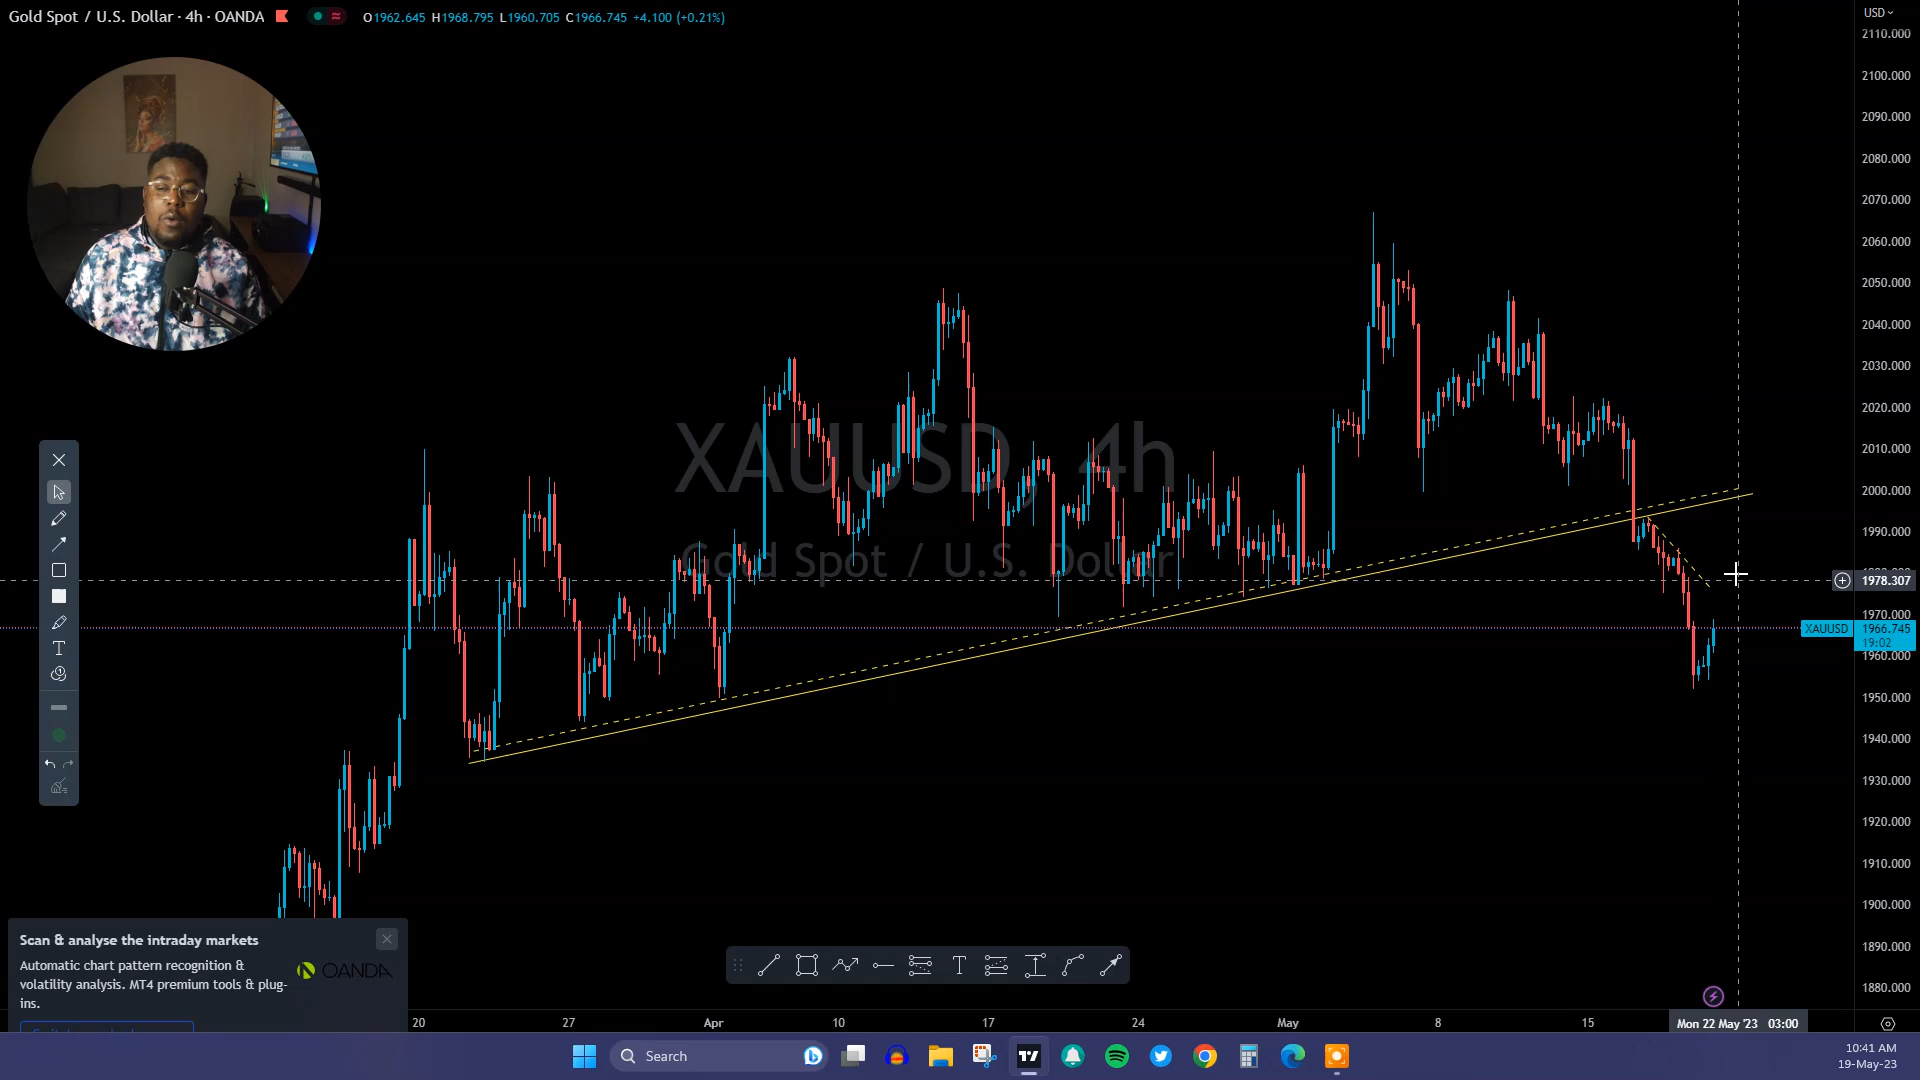 Gold Spot / U.S. Dollar · 4h · OANDA O1962.645 H1968.795 L1960.705 C1966.745 +4.100 (+0.21%)
USD
2110.000
2100.000
2090.000
2080.000
2070.000
2060.000
2050.000
2040.000
2030.000
2020.000
2010.000
2000.000
1990.000
1978.307
1970.000
XAUUSD 1966.745
19:02
1960.000
1950.000
1940.000
1930.000
1920.000
1910.000
1900.000
1890.000
1880.000
XAUUSD, 4h
Gold Spot / U.S. Dollar
Scan & analyse the intraday markets
Automatic chart pattern recognition &
volatility analysis. MT4 premium tools & plug-
ins.
OANDA
20 27 Apr 10 17 24 May 8 15 Mon 22 May '23 03:00
Search
10:41 AM
19-May-23